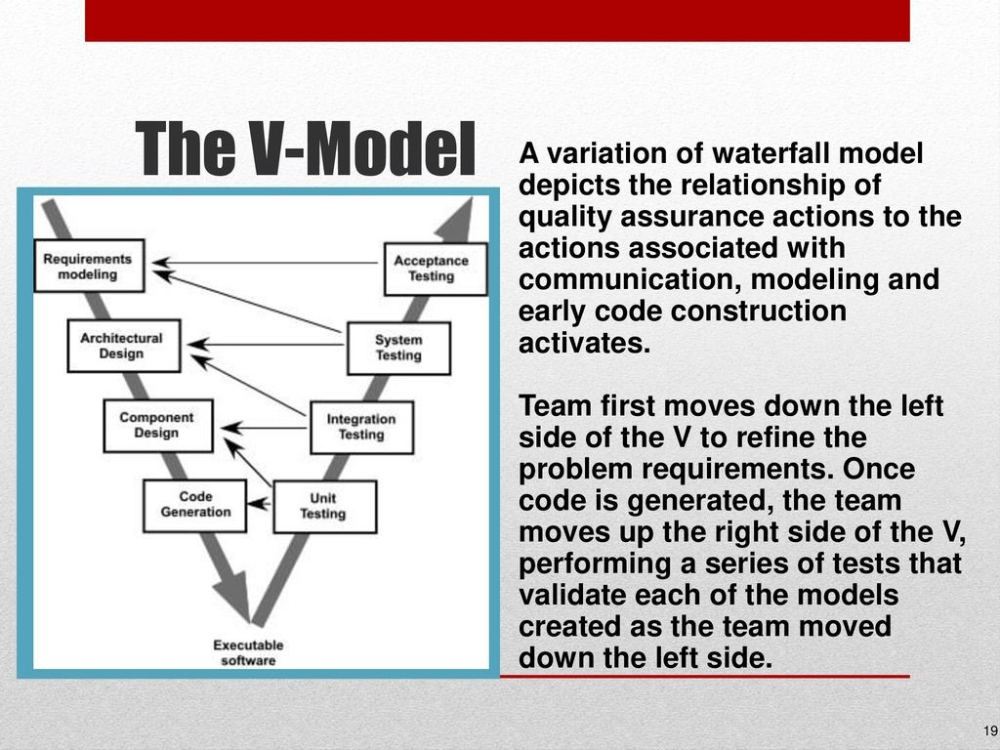 The V-Model
A variation of waterfall model
depicts the relationship of
quality assurance actions to the
actions associated with
communication, modeling and
early code construction
activates.
Team first moves down the left
side of the V to refine the
problem requirements. Once
code is generated, the team
moves up the right side of the V,
performing a series of tests that
validate each of the models
created as the team moved
down the left side.
Requirements
modeling
Acceptance
Testing
Architectural
Design
System
Testing
Component
Design
Integration
Testing
Code
Generation
Unit
Testing
Executable
software
19